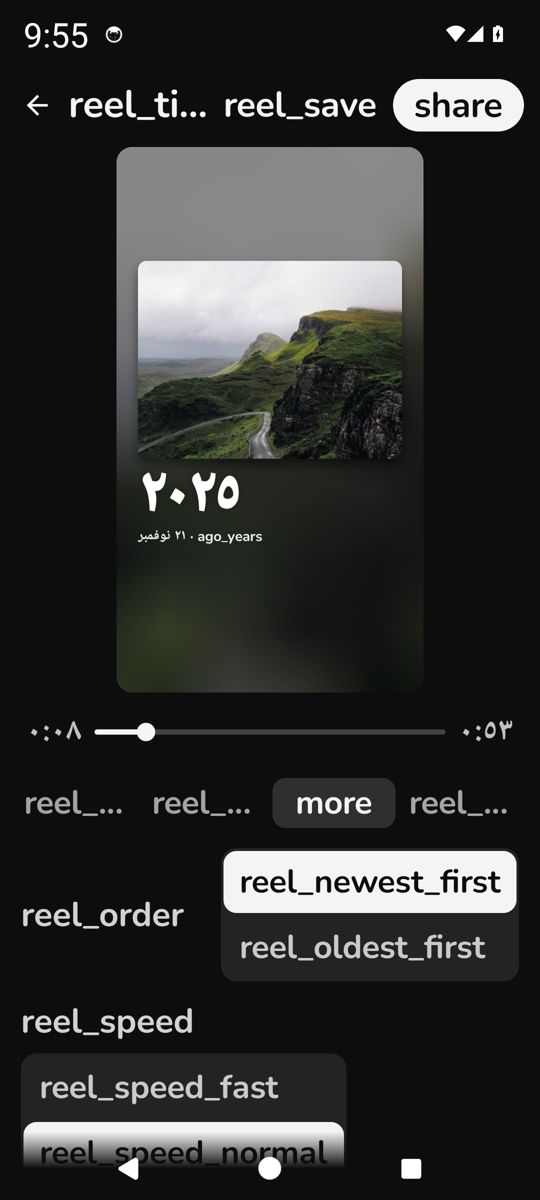 9:55
reel_ti... reel_save share
٢٠٢٥
٢١ نوفمبر · ago_years
٠:٠٨ ٠:٥٣
reel_... reel_... more reel_...
reel_newest_first
reel_order
reel_oldest_first
reel_speed
reel_speed_fast
reel_speed_normal